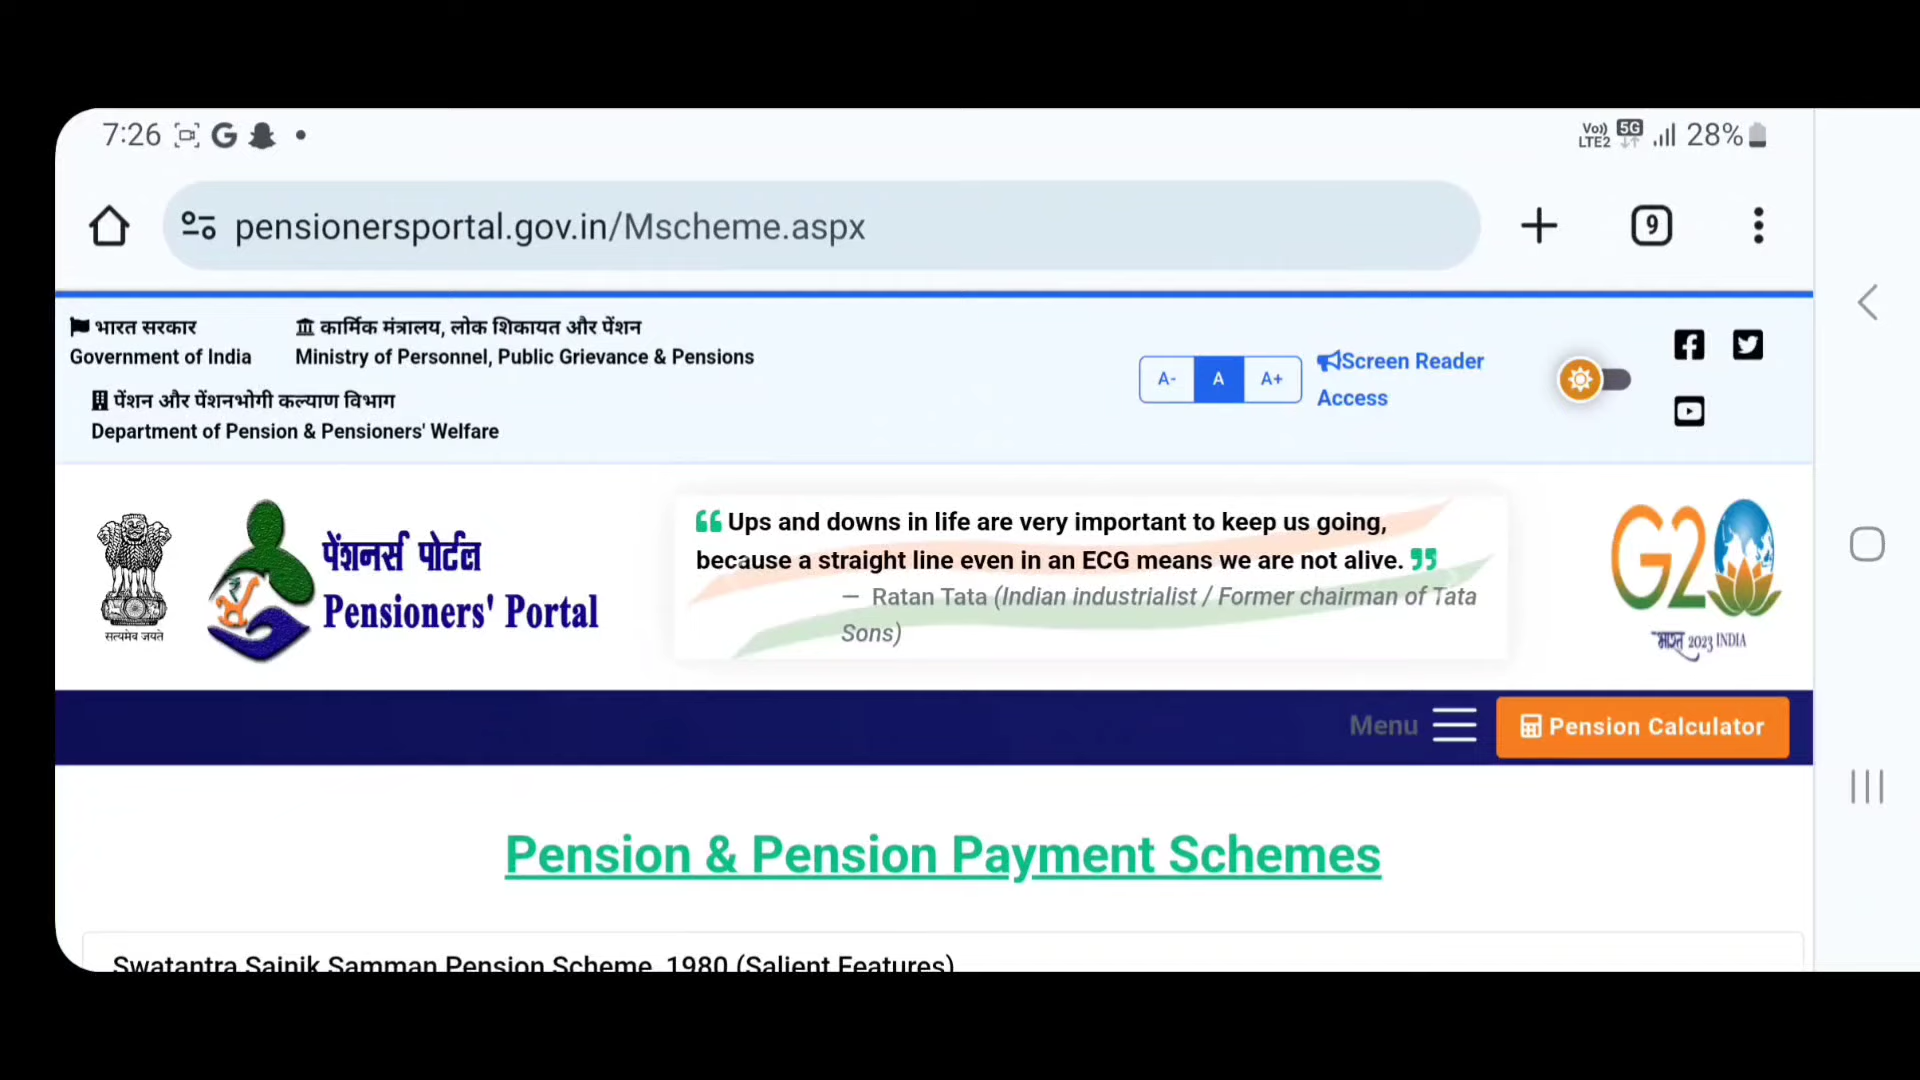 7:26
Vo)) LTE2 5G 28%
pensionersportal.gov.in/Mscheme.aspx
9
भारत सरकार
Government of India
कार्मिक मंत्रालय, लोक शिकायत और पेंशन
Ministry of Personnel, Public Grievance & Pensions
पेंशन और पेंशनभोगी कल्याण विभाग
Department of Pension & Pensioners' Welfare
A- A A+
Screen Reader
Access
सत्यमेव जयते
पेंशनर्स पोर्टल
Pensioners' Portal
Ups and downs in life are very important to keep us going,
because a straight line even in an ECG means we are not alive.
— Ratan Tata (Indian industrialist / Former chairman of Tata
Sons)
G20
भारत 2023 INDIA
Menu
Pension Calculator
Pension & Pension Payment Schemes
Swatantra Sainik Samman Pension Scheme, 1980 (Salient Features)